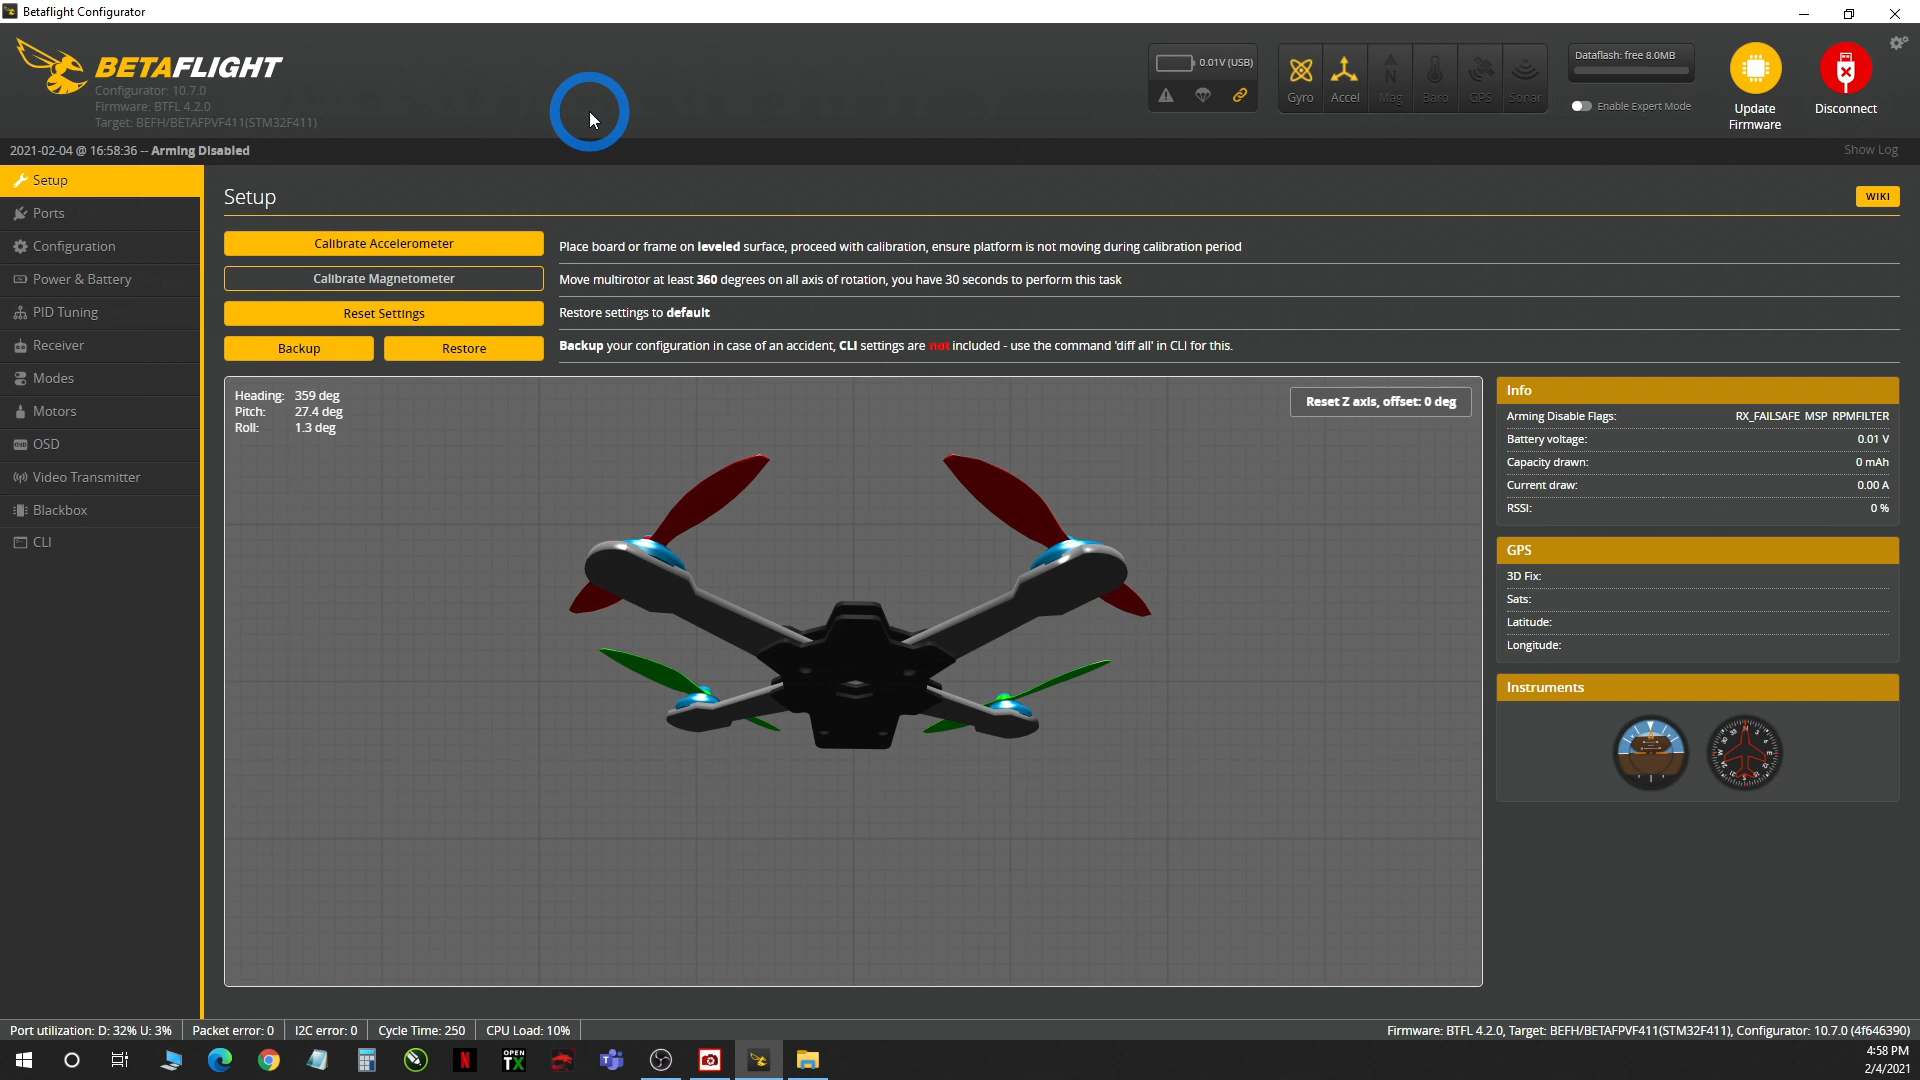 Betaflight Configurator
BETAFLIGHT
Configurator: 10.7.0
Firmware: BTFL 4.2.0
Target: BEFH/BETAFPVF411(STM32F411)
0.01V (USB)
Gyro
Accel
Mag
Baro
GPS
Sonar
Dataflash: free 8.0MB
Enable Expert Mode
Update
Firmware
Disconnect
2021-02-04 @ 16:58:36 -- Arming Disabled
Show Log
Setup
Ports
Configuration
Power & Battery
PID Tuning
Receiver
Modes
Motors
OSD
Video Transmitter
Blackbox
CLI
Setup
WIKI
Calibrate Accelerometer
Place board or frame on leveled surface, proceed with calibration, ensure platform is not moving during calibration period
Calibrate Magnetometer
Move multirotor at least 360 degrees on all axis of rotation, you have 30 seconds to perform this task
Reset Settings
Restore settings to default
Backup
Restore
Backup your configuration in case of an accident, CLI settings are not included - use the command 'diff all' in CLI for this.
Heading: 359 deg
Pitch: 27.4 deg
Roll: 1.3 deg
Reset Z axis, offset: 0 deg
Info
Arming Disable Flags: RX_FAILSAFE MSP RPMFILTER
Battery voltage: 0.01 V
Capacity drawn: 0 mAh
Current draw: 0.00 A
RSSI: 0 %
GPS
3D Fix:
Sats:
Latitude:
Longitude:
Instruments
Port utilization: D: 32% U: 3%
Packet error: 0
I2C error: 0
Cycle Time: 250
CPU Load: 10%
Firmware: BTFL 4.2.0, Target: BEFH/BETAFPVF411(STM32F411), Configurator: 10.7.0 (4f646390)
OPEN
TX
4:58 PM
2/4/2021